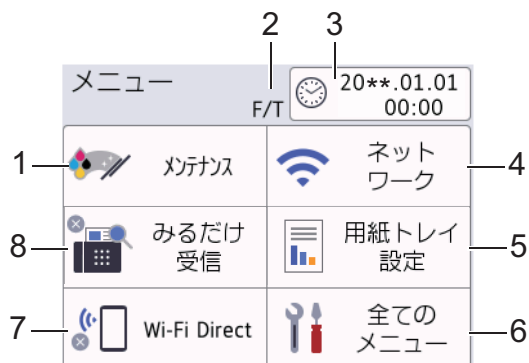 2 3
メニュー
F/T
20**.01.01
00:00
1
メンテナンス
ネット
ワーク
4
8
みるだけ
受信
用紙トレイ
設定
5
7
Wi-Fi Direct
全ての
メニュー
6